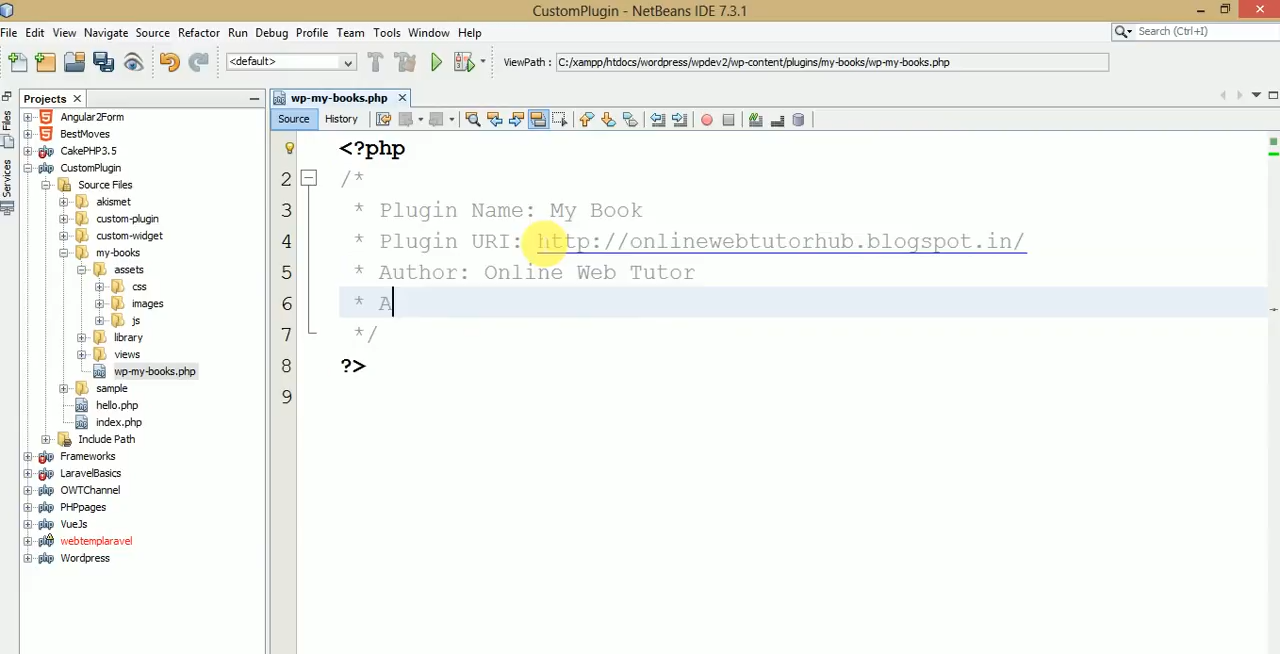 CustomPlugin - NetBeans IDE 7.3.1
File Edit View Navigate Source Refactor Run Debug Profile Team Tools Window Help
Search (Ctrl+I)
<default>
ViewPath : C:/xampp/htdocs/wordpress/wpdev2/wp-content/plugins/my-books/wp-my-books.php
Files
Services
Projects
Angular2Form
BestMoves
CakePHP3.5
CustomPlugin
Source Files
akismet
custom-plugin
custom-widget
my-books
assets
css
images
js
library
views
wp-my-books.php
sample
hello.php
index.php
Include Path
Frameworks
LaravelBasics
OWTChannel
PHPpages
VueJs
webtemplaravel
Wordpress
wp-my-books.php
Source History
<?php
2 /*
3 * Plugin Name: My Book
4 * Plugin URI: http://onlinewebtutorhub.blogspot.in/
5 * Author: Online Web Tutor
6 * A
7 */
8 ?>
9